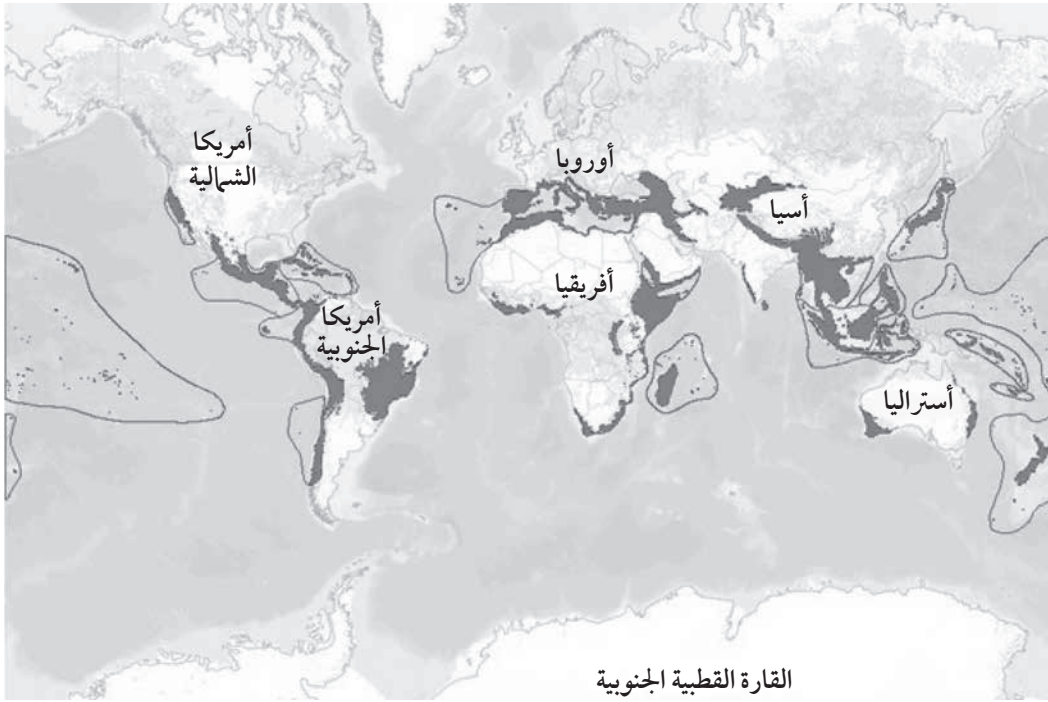 أمريكا
الشمالية
أوروبا
أسيا
أفريقيا
أمريكا
الجنوبية
أستراليا
القارة القطبية الجنوبية